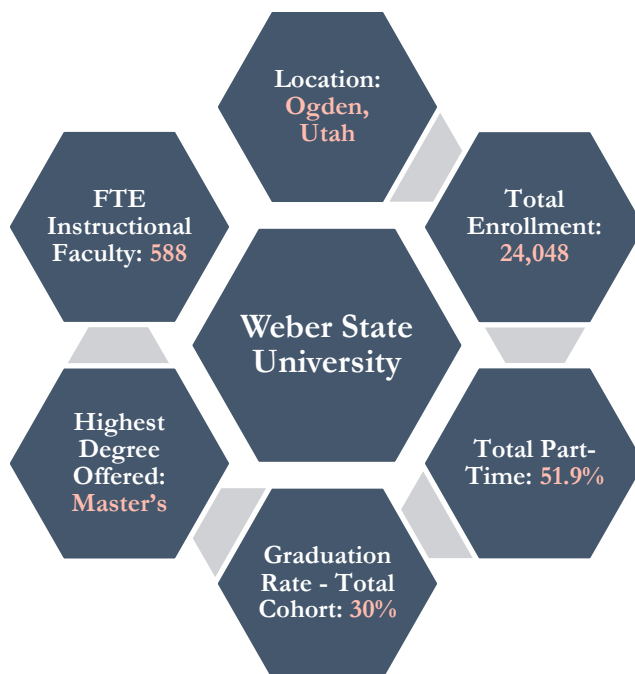 Location:
Ogden,
Utah
FTE
Instructional
Faculty: 588
Total
Enrollment:
24,048
Weber State
University
Highest
Degree
Offered:
Master’s
Total Part-
Time: 51.9%
Graduation
Rate - Total
Cohort: 30%